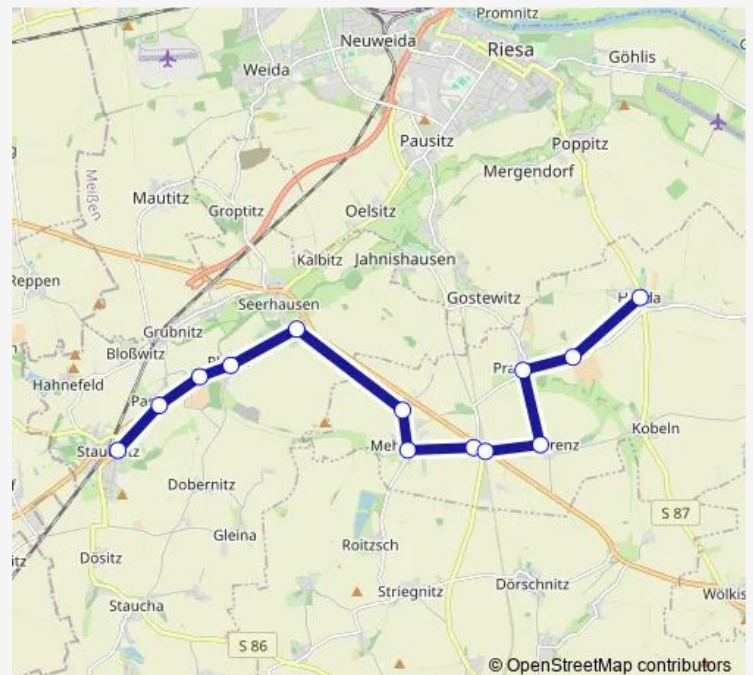 Promnitz
Neuweida
Riesa
Göhlis
Weida
Pausitz
Poppitz
Mergendorf
Meißen
Mautitz
Groptitz
Oelsitz
Kalbitz
Jahnishausen
Reppen
Gostewitz
Seerhausen
Grubnitz
Bloßwitz
Hahnefeld
Kobeln
Dobernitz
S 87
Gleina
Roitzsch
Dösitz
Striegnitz
Dörschnitz
Staucha
S 86
© OpenStreetMap contributors